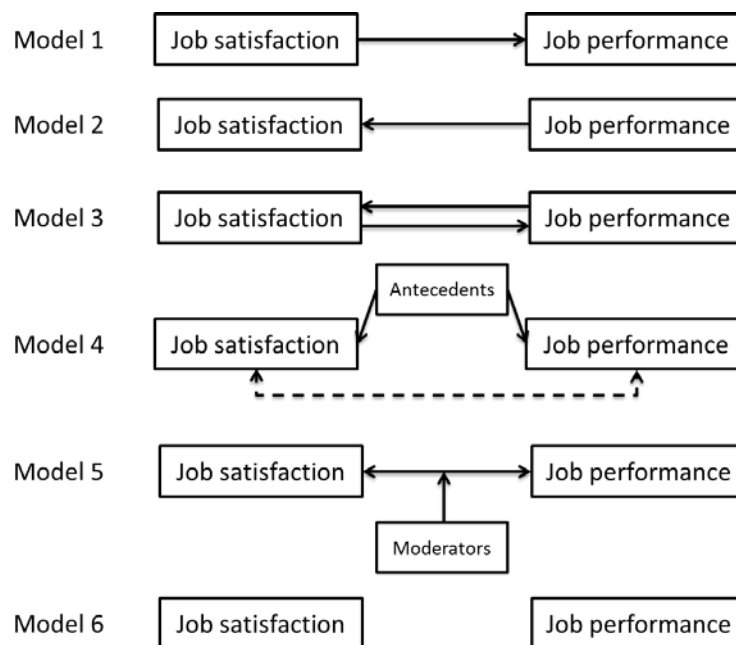 Model 1 Job satisfaction Job performance
Model 2 Job satisfaction Job performance
Model 3 Job satisfaction Job performance
Antecedents
Model 4 Job satisfaction Job performance
Model 5 Job satisfaction Job performance
Moderators
Model 6 Job satisfaction Job performance